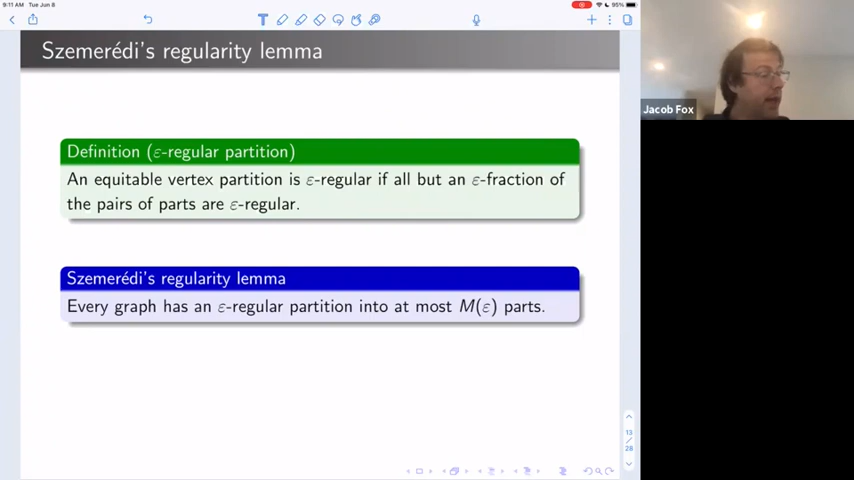 9:11 AM Tue Jun 8
95%
Szemerédi's regularity lemma
Jacob Fox
Definition (ε-regular partition)
An equitable vertex partition is ε-regular if all but an ε-fraction of
the pairs of parts are ε-regular.
Szemerédi's regularity lemma
Every graph has an ε-regular partition into at most M(ε) parts.
13
/
28